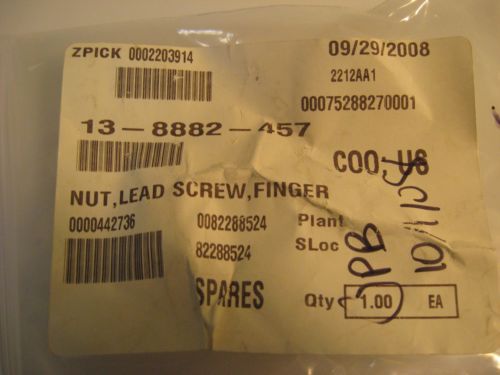 ZPICK 0002203914
09/29/2008
2212AA1
00075288270001
13-8882-457
COO US
NUT,LEAD SCREW,FINGER
0000442736
0082288524
Plant
82288524
SLoc
SPARES
Qty 1.00 EA
JPB